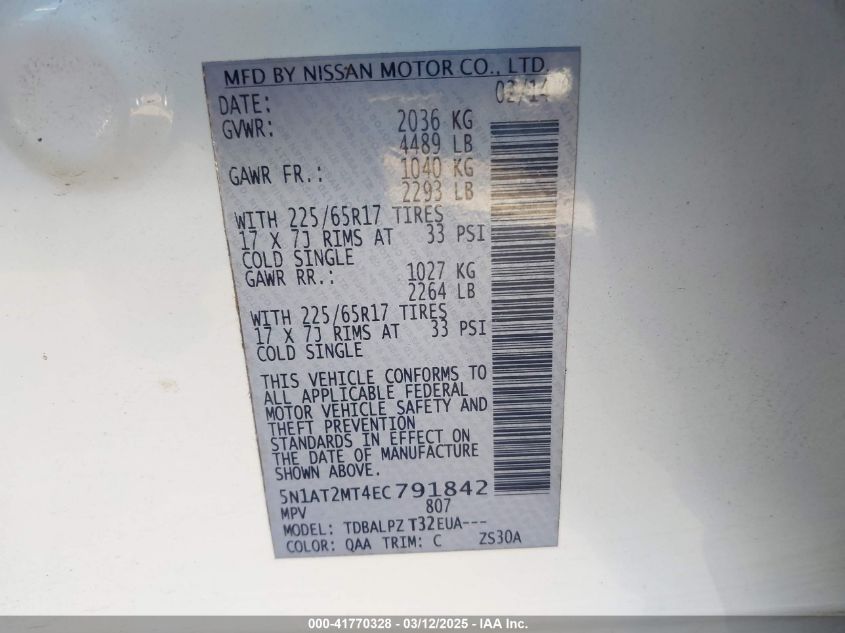 MFD BY NISSAN MOTOR CO., LTD.
DATE: 02/14
GVWR: 2036 KG
4489 LB
GAWR FR.: 1040 KG
2293 LB
WITH 225/65R17 TIRES
17 X 7J RIMS AT 33 PSI
COLD SINGLE
GAWR RR.: 1027 KG
2264 LB
WITH 225/65R17 TIRES
17 X 7J RIMS AT 33 PSI
COLD SINGLE
THIS VEHICLE CONFORMS TO
ALL APPLICABLE FEDERAL
MOTOR VEHICLE SAFETY AND
THEFT PREVENTION
STANDARDS IN EFFECT ON
THE DATE OF MANUFACTURE
SHOWN ABOVE.
5N1AT2MT4EC791842
MPV 807
MODEL: TDBALPZ T32EUA---
COLOR: QAA TRIM: C ZS30A
000-41770328 - 03/12/2025 - IAA Inc.